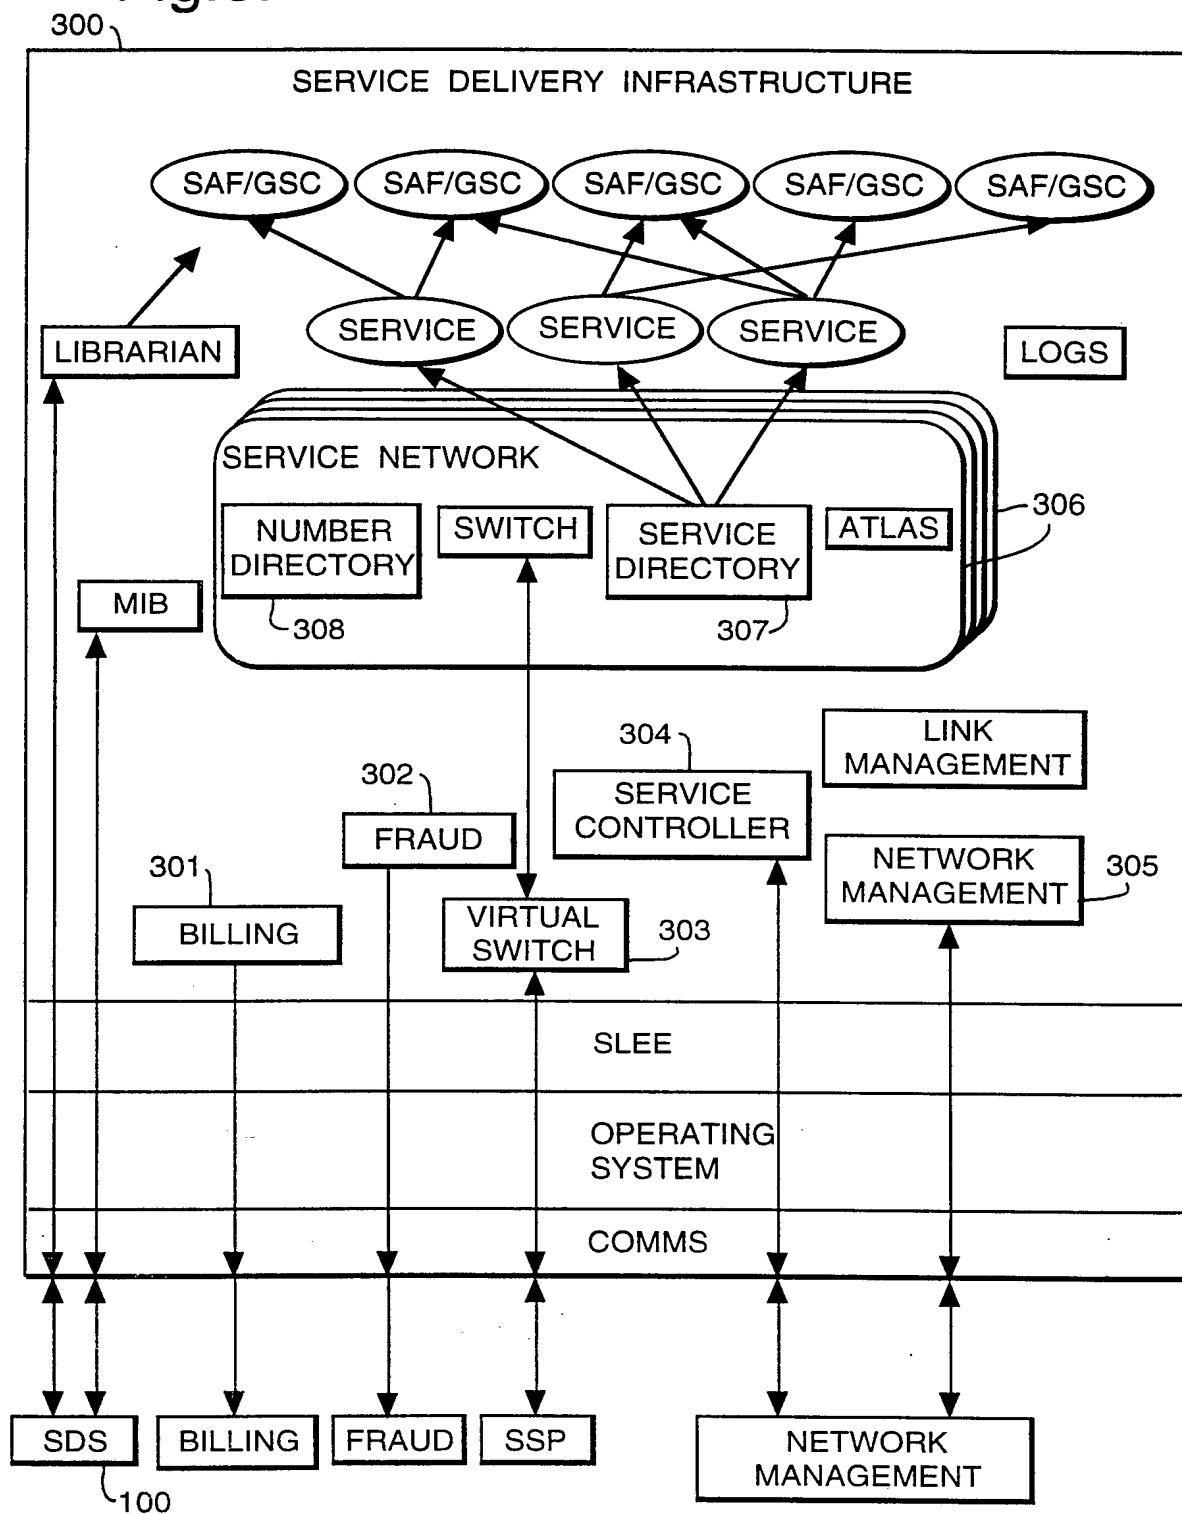 300
SERVICE DELIVERY INFRASTRUCTURE
SAF/GSC
SAF/GSC
SAF/GSC
SAF/GSC
SAF/GSC
LIBRARIAN
SERVICE
SERVICE
SERVICE
LOGS
SERVICE NETWORK
NUMBER
DIRECTORY
SWITCH
SERVICE
DIRECTORY
ATLAS
306
MIB
308
307
LINK
MANAGEMENT
304
SERVICE
CONTROLLER
302
FRAUD
NETWORK
MANAGEMENT
305
301
BILLING
VIRTUAL
SWITCH
303
SLEE
OPERATING
SYSTEM
COMMS
SDS
BILLING
FRAUD
SSP
NETWORK
MANAGEMENT
100